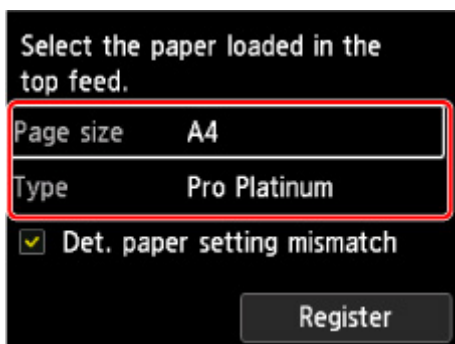 Select the paper loaded in the
top feed.
Page size A4
Type Pro Platinum
Det. paper setting mismatch
Register